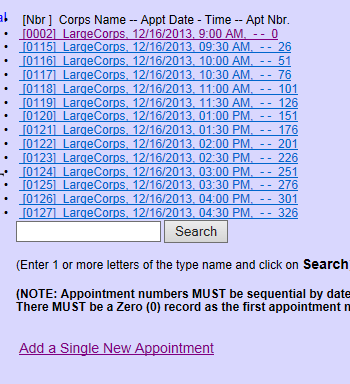 [Nbr ] Corps Name -- Appt Date - Time -- Apt Nbr.
[0002] LargeCorps, 12/16/2013, 9:00 AM, - - 0
[0115] LargeCorps, 12/16/2013, 09:30 AM, - - 26
[0116] LargeCorps, 12/16/2013, 10:00 AM, - - 51
[0117] LargeCorps, 12/16/2013, 10:30 AM, - - 76
[0118] LargeCorps, 12/16/2013, 11:00 AM, - - 101
[0119] LargeCorps, 12/16/2013, 11:30 AM, - - 126
[0120] LargeCorps, 12/16/2013, 01:00 PM, - - 151
[0121] LargeCorps, 12/16/2013, 01:30 PM, - - 176
[0122] LargeCorps, 12/16/2013, 02:00 PM, - - 201
[0123] LargeCorps, 12/16/2013, 02:30 PM, - - 226
[0124] LargeCorps, 12/16/2013, 03:00 PM, - - 251
[0125] LargeCorps, 12/16/2013, 03:30 PM, - - 276
[0126] LargeCorps, 12/16/2013, 04:00 PM, - - 301
[0127] LargeCorps, 12/16/2013, 04:30 PM, - - 326
Search
(Enter 1 or more letters of the type name and click on Search
(NOTE: Appointment numbers MUST be sequential by date
There MUST be a Zero (0) record as the first appointment n
Add a Single New Appointment